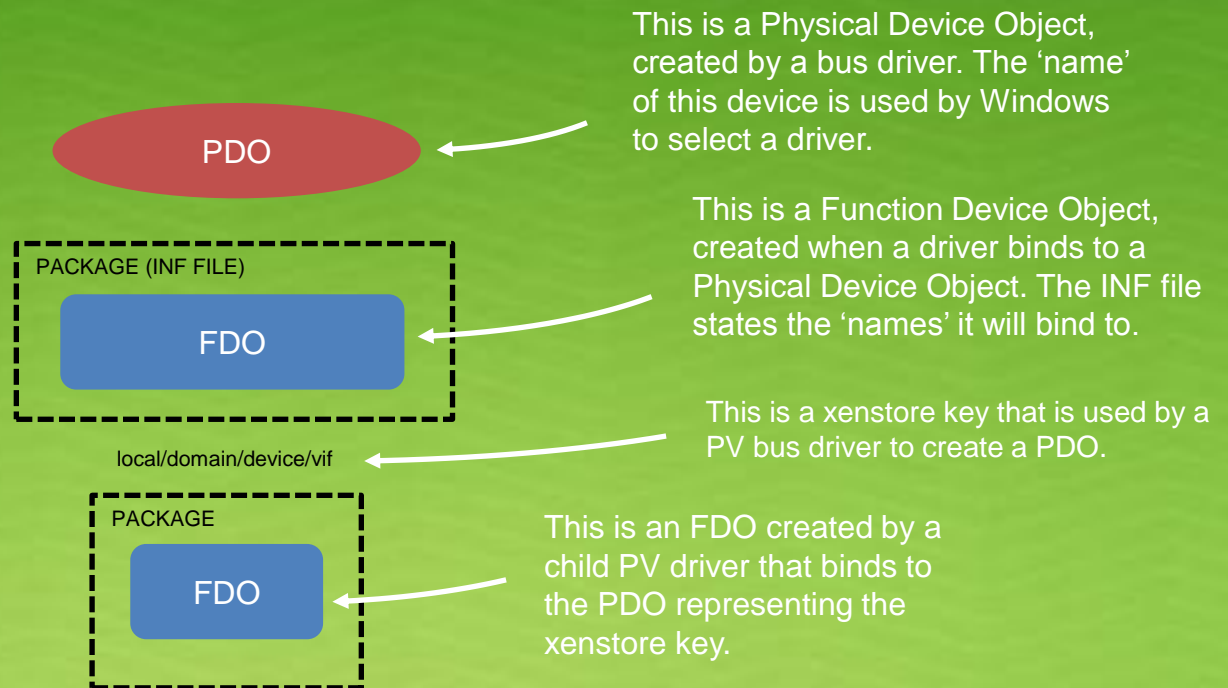 This is a Physical Device Object,
created by a bus driver. The ‘name’
of this device is used by Windows
to select a driver.
PDO
This is a Function Device Object,
created when a driver binds to a
Physical Device Object. The INF file
states the ‘names’ it will bind to.
PACKAGE (INF FILE)
FDO
This is a xenstore key that is used by a
PV bus driver to create a PDO.
local/domain/device/vif
PACKAGE
FDO
This is an FDO created by a
child PV driver that binds to
the PDO representing the
xenstore key.